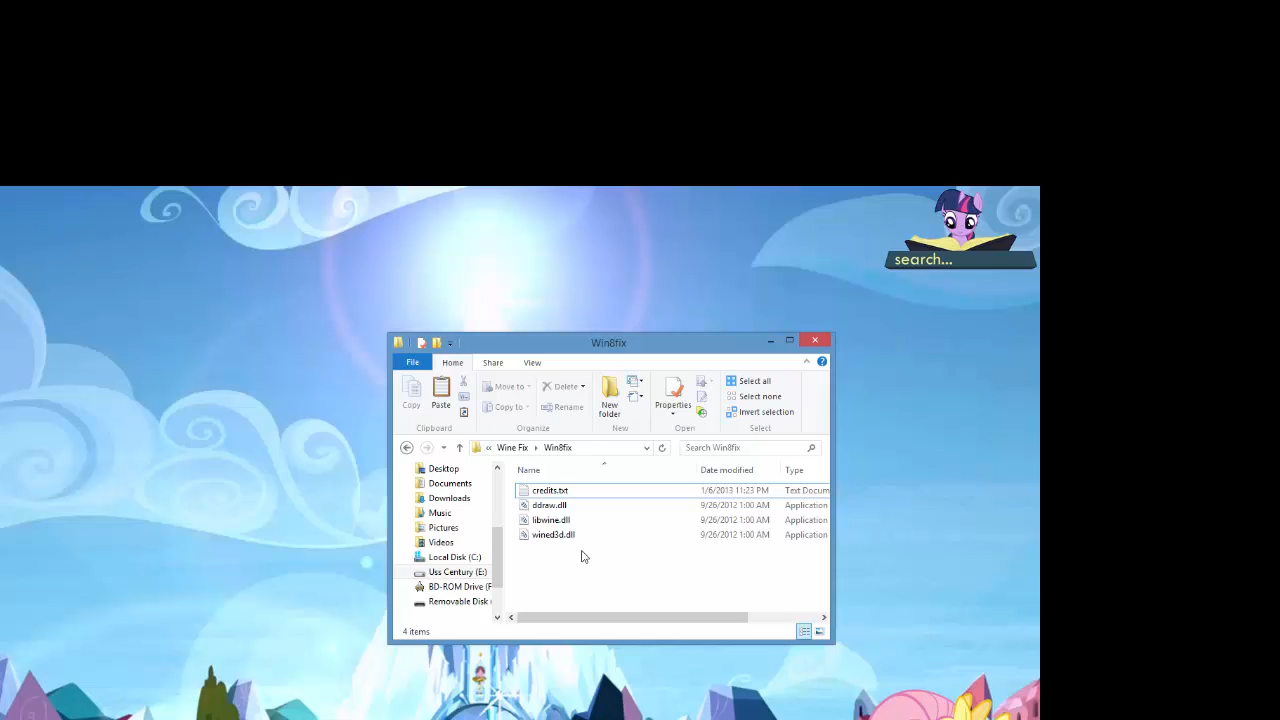 search...
Win8fix
File Home Share View
Copy Paste Move to Copy to Delete Rename New folder Properties Select all Select none Invert selection
Clipboard Organize New Open Select
« Wine Fix Win8fix Search Win8fix
Desktop
Documents
Downloads
Music
Pictures
Videos
Local Disk (C:)
Uss Century (E:)
BD-ROM Drive (F
Removable Disk
Name Date modified Type
credits.txt 1/6/2013 11:23 PM Text Docum
ddraw.dll 9/26/2012 1:00 AM Application
libwine.dll 9/26/2012 1:00 AM Application
wined3d.dll 9/26/2012 1:00 AM Application
4 items